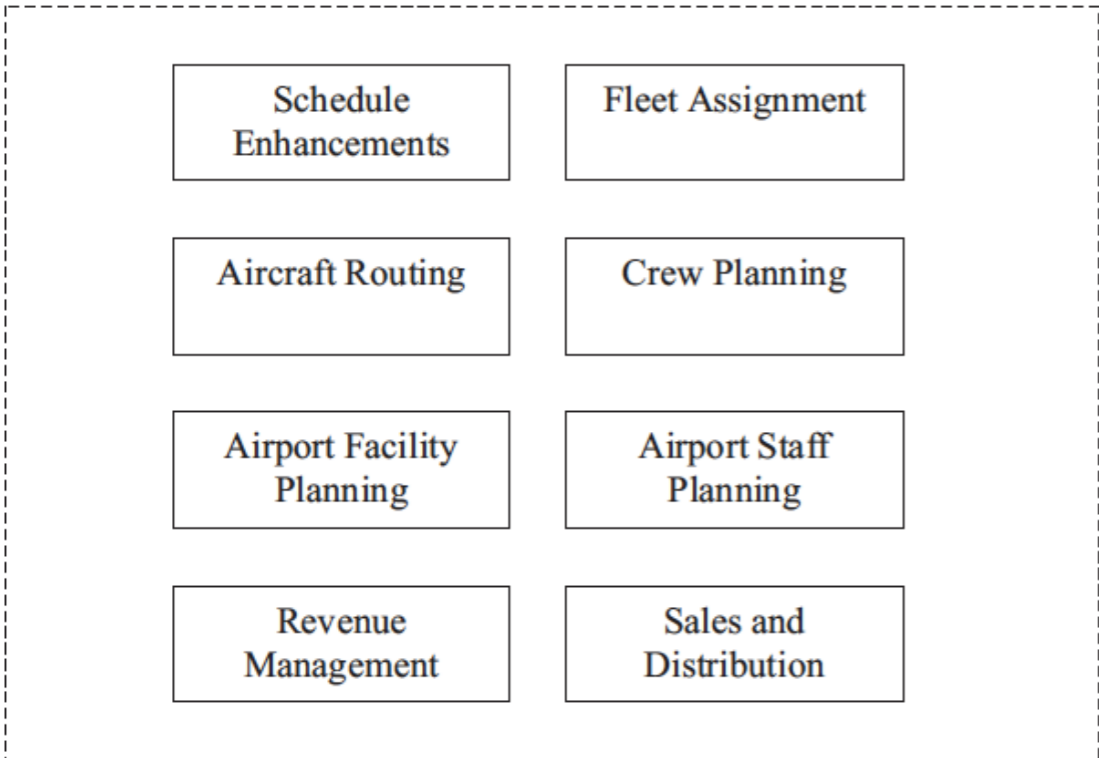 Schedule
Enhancements
Fleet Assignment
Aircraft Routing
Crew Planning
Airport Facility
Planning
Airport Staff
Planning
Revenue
Management
Sales and
Distribution